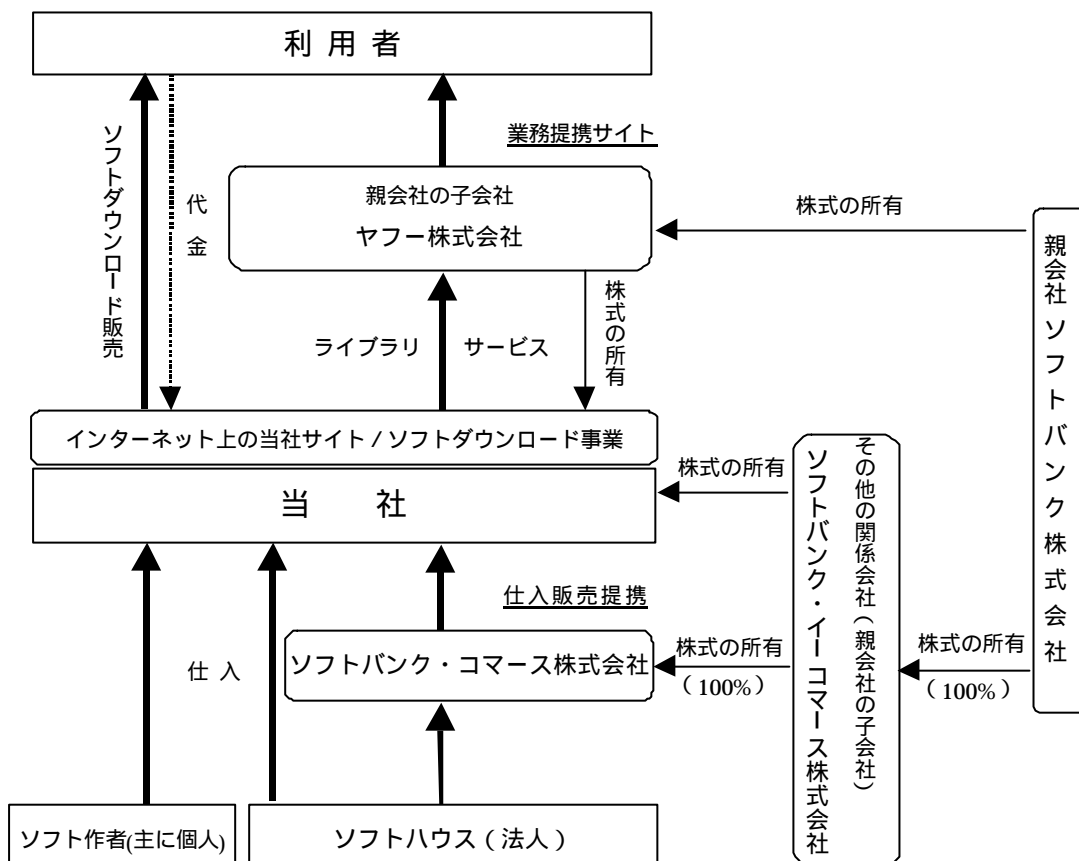 利 用 者
業務提携サイト
ソフトダウンロード販売
代金
親会社の子会社
ヤフー株式会社
株式の所有
親会社 ソフトバンク株式会社
株式の所有
ライブラリ サービス
インターネット上の当社サイト / ソフトダウンロード事業
当 社
株式の所有
その他の関係会社(親会社の子会社)
ソフトバンク・イーコマース株式会社
仕入販売提携
仕 入
ソフトバンク・コマース株式会社
株式の所有
(100%)
株式の所有
(100%)
ソフト作者(主に個人)
ソフトハウス(法人)